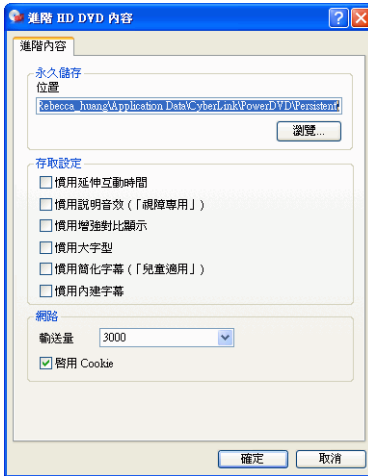 進階 HD DVD 內容
進階內容
永久儲存
位置
Rebecca_huang\Application Data\CyberLink\PowerDVD\Persistent\
瀏覽...
存取設定
慣用延伸互動時間
慣用說明音效 (「視障專用」)
慣用增強對比顯示
慣用大字型
慣用簡化字幕 (「兒童適用」)
慣用內建字幕
網路
輸送量 3000
啓用 Cookie
確定 取消